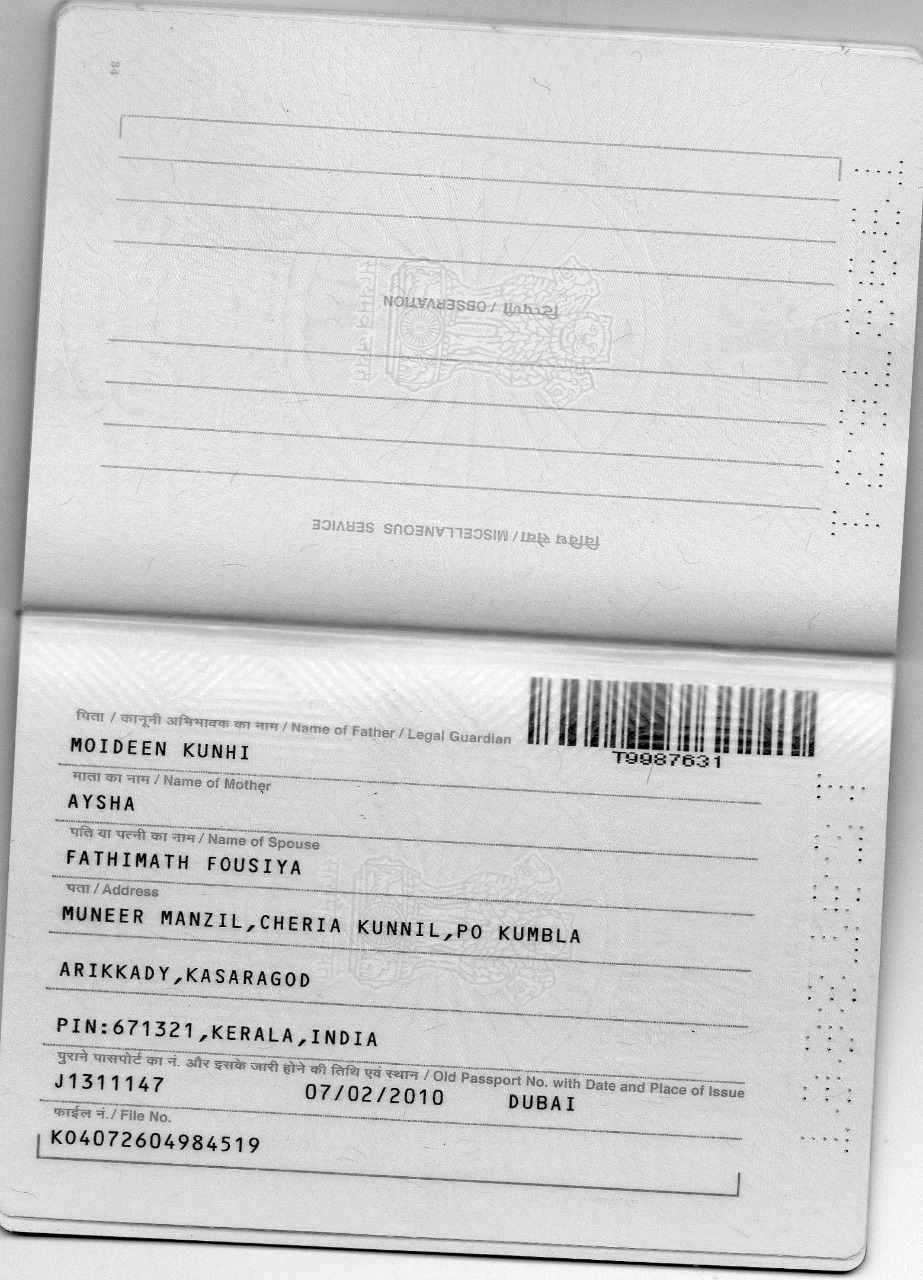 34
टिप्पणी / OBSERVATION
विविध सेवा / MISCELLANEOUS SERVICE
T9987631
पिता / कानूनी अभिभावक का नाम / Name of Father / Legal Guardian
MOIDEEN KUNHI
माता का नाम / Name of Mother
AYSHA
पति या पत्नी का नाम / Name of Spouse
FATHIMATH FOUSIYA
पता / Address
MUNEER MANZIL,CHERIA KUNNIL,PO KUMBLA
ARIKKADY,KASARAGOD
PIN:671321,KERALA,INDIA
पुराने पासपोर्ट का नं. और इसके जारी होने की तिथि एवं स्थान / Old Passport No. with Date and Place of Issue
J1311147 07/02/2010 DUBAI
फाईल नं./ File No.
K04072604984519